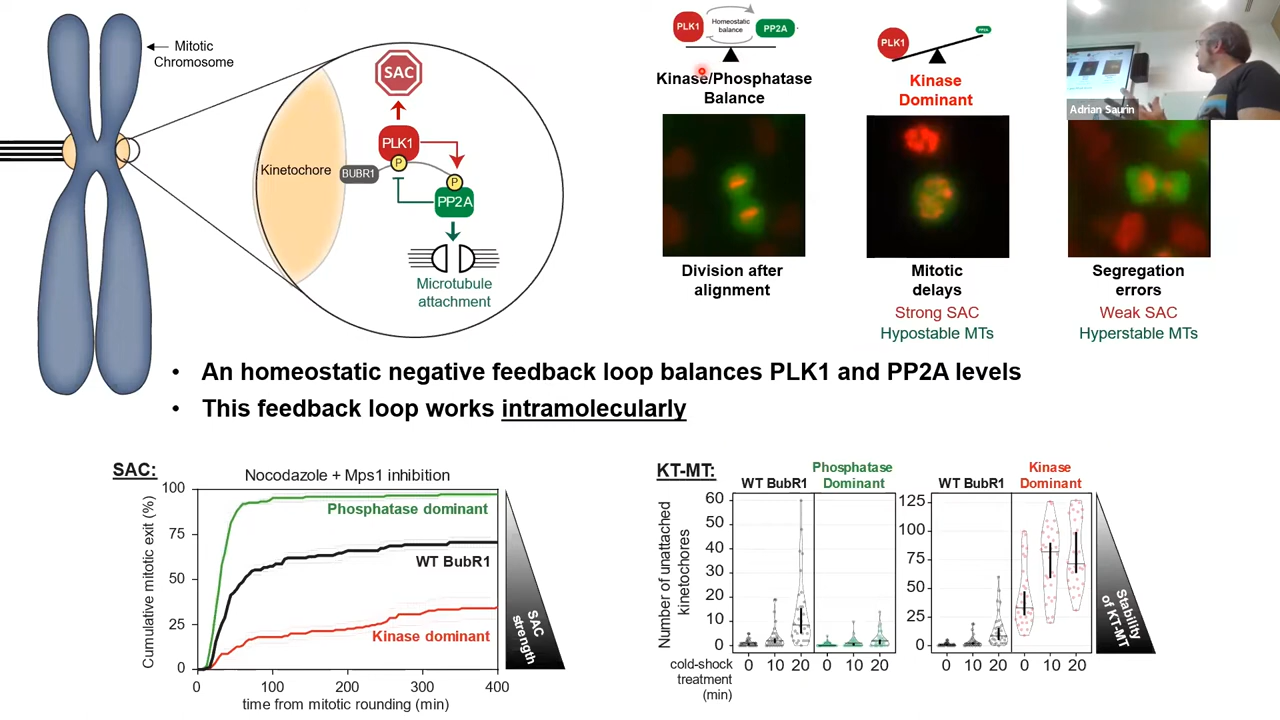 Mitotic
Chromosome
SAC
PLK1
P
Kinetochore
BUBR1
P
PP2A
Microtubule
attachment
PLK1
Homeostatic
balance
PP2A
Kinase/Phosphatase
Balance
PLK1
Kinase
Dominant
Adrian Saurin
Division after
alignment
Mitotic
delays
Strong SAC
Hypostable MTs
Segregation
errors
Weak SAC
Hyperstable MTs
• An homeostatic negative feedback loop balances PLK1 and PP2A levels
• This feedback loop works intramolecularly
SAC:
Nocodazole + Mps1 inhibition
Cumulative mitotic exit (%)
100
75
50
25
0
Phosphatase dominant
WT BubR1
Kinase dominant
0 100 200 300 400
time from mitotic rounding (min)
SAC
strength
KT-MT:
WT BubR1
Phosphatase
Dominant
WT BubR1
Kinase
Dominant
Number of unattached
kinetochores
60
50
40
30
20
10
0
125
100
75
50
25
0
cold-shock
treatment
(min)
0 10 20 0 10 20 0 10 20 0 10 20
Stability
of KT-MT